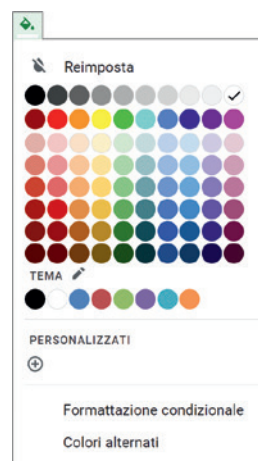 Reimposta
TEMA
PERSONALIZZATI
Formattazione condizionale
Colori alternati